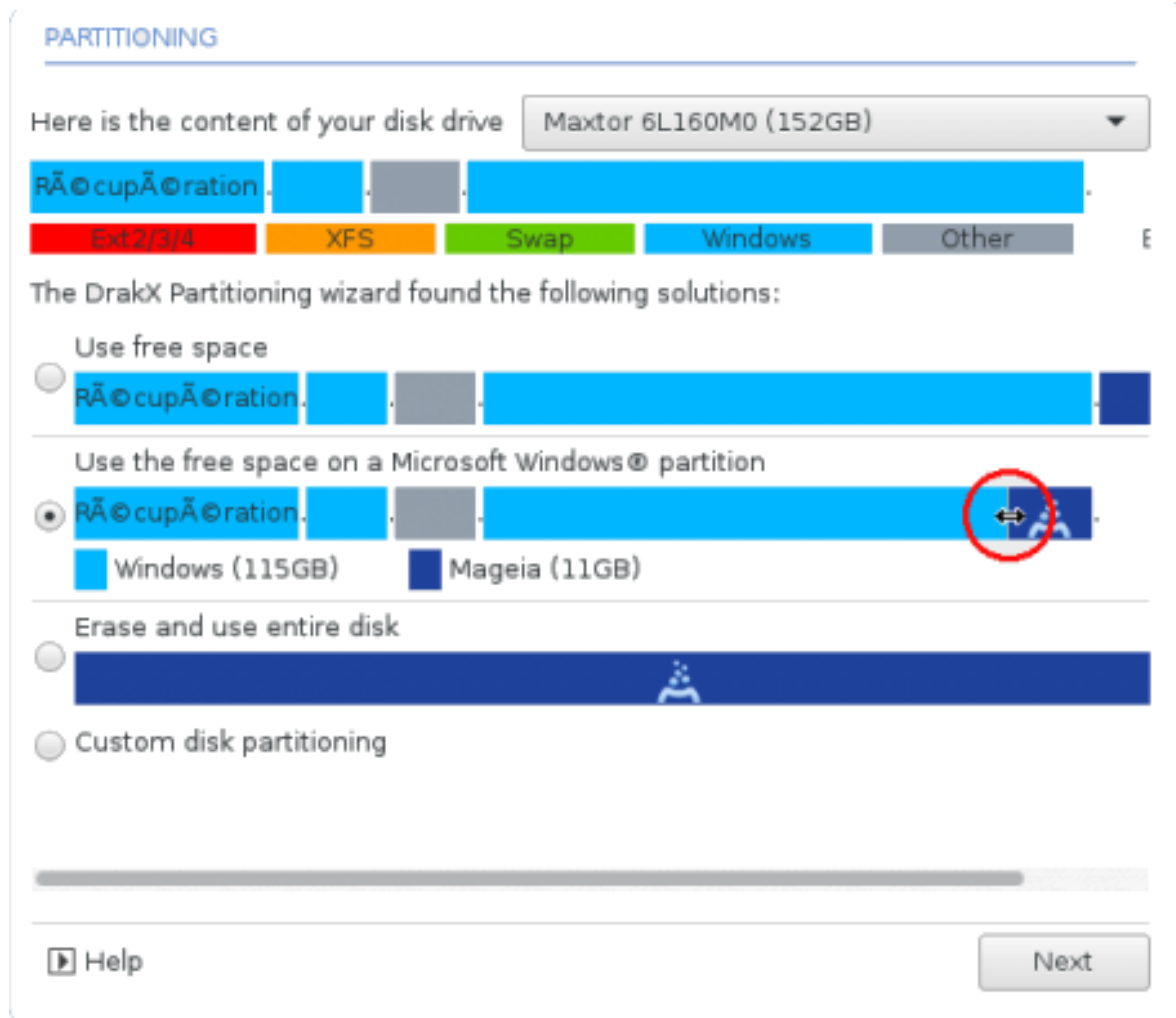 PARTITIONING
Here is the content of your disk drive Maxtor 6L160M0 (152GB)
RÃ©cupÃ©ration
Ext2/3/4 XFS Swap Windows Other E
The DrakX Partitioning wizard found the following solutions:
Use free space
RÃ©cupÃ©ration
Use the free space on a Microsoft Windows® partition
RÃ©cupÃ©ration
Windows (115GB) Mageia (11GB)
Erase and use entire disk
Custom disk partitioning
Help Next